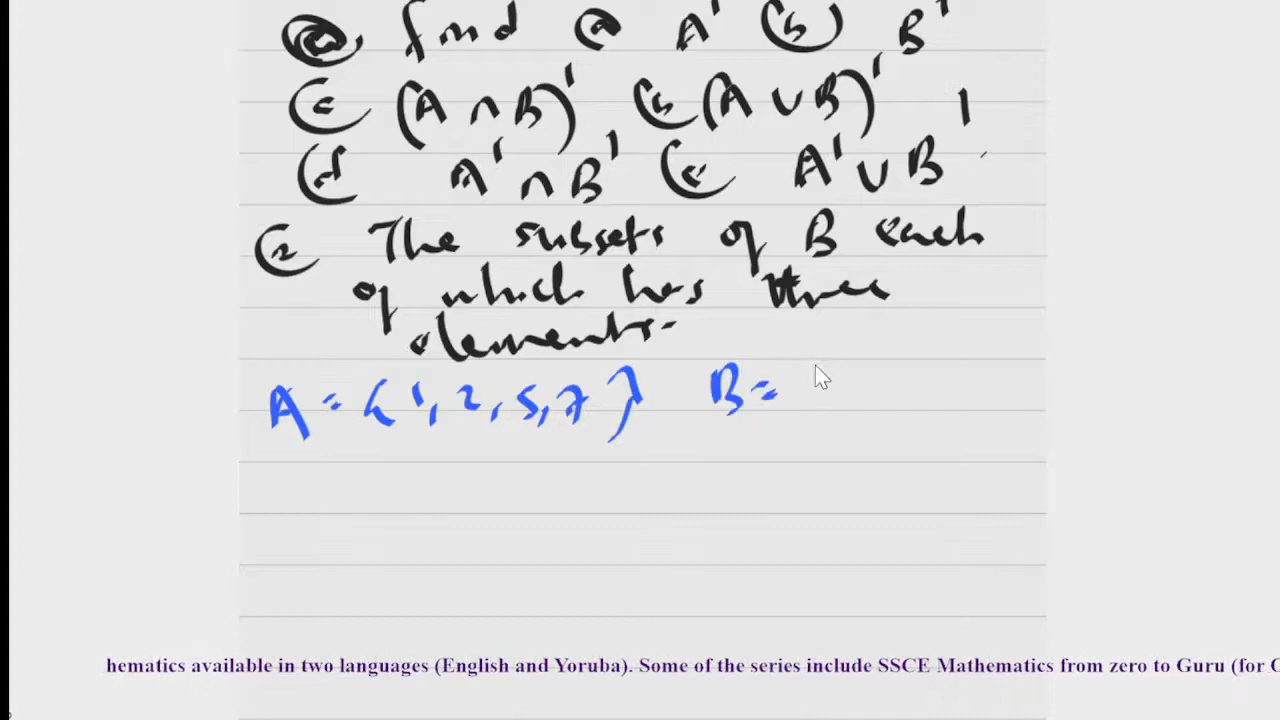 (a) find (a) A' (b) B'
(c) (A ∩ B)' (b) (A ∪ B)'
(d) A' ∩ B' (e) A' ∪ B'
(2) The subsets of B each
of which has three
elements.
A = {1, 2, 5, 7} B =
hematics available in two languages (English and Yoruba). Some of the series include SSCE Mathematics from zero to Guru (for